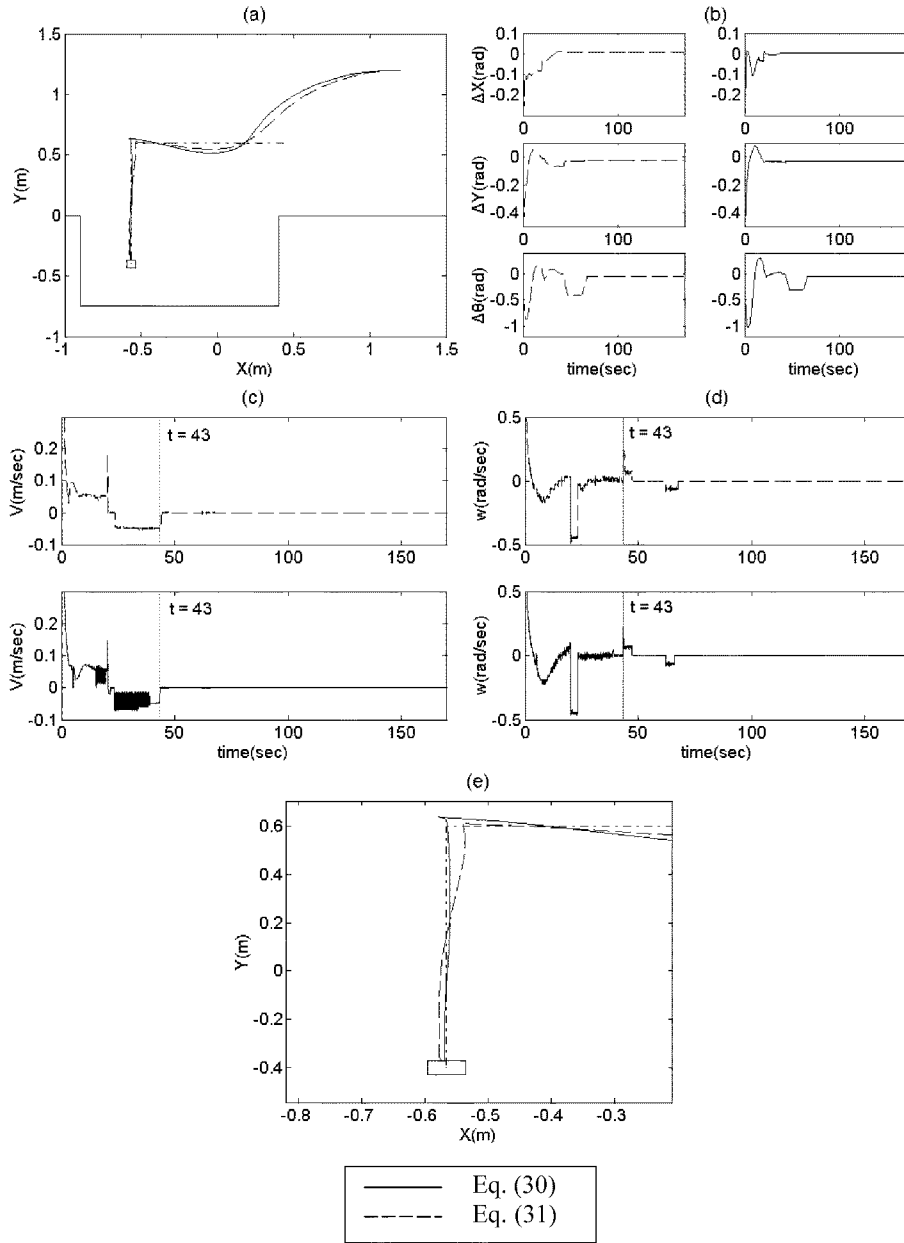 (a)
Y(m)
1.5
1
0.5
0
-0.5
-1
-1 -0.5 0 0.5 1 1.5
X(m)
(b)
ΔX(rad)
0.1
0
-0.1
-0.2
0 100
0.1
0
-0.1
-0.2
0 100
ΔY(rad)
0
-0.2
-0.4
0 100
0
-0.2
-0.4
0 100
Δθ(rad)
0
-0.5
-1
0 100
time(sec)
0
-0.5
-1
0 100
time(sec)
(c)
V(m/sec)
0.2
0.1
0
-0.1
t = 43
0 50 100 150
V(m/sec)
0.2
0.1
0
-0.1
t = 43
0 50 100 150
time(sec)
(d)
w(rad/sec)
0.5
0
-0.5
t = 43
0 50 100 150
w(rad/sec)
0.5
0
-0.5
t = 43
0 50 100 150
time(sec)
(e)
Y(m)
0.6
0.4
0.2
0
-0.2
-0.4
-0.8 -0.7 -0.6 -0.5 -0.4 -0.3
X(m)
Eq. (30)
Eq. (31)